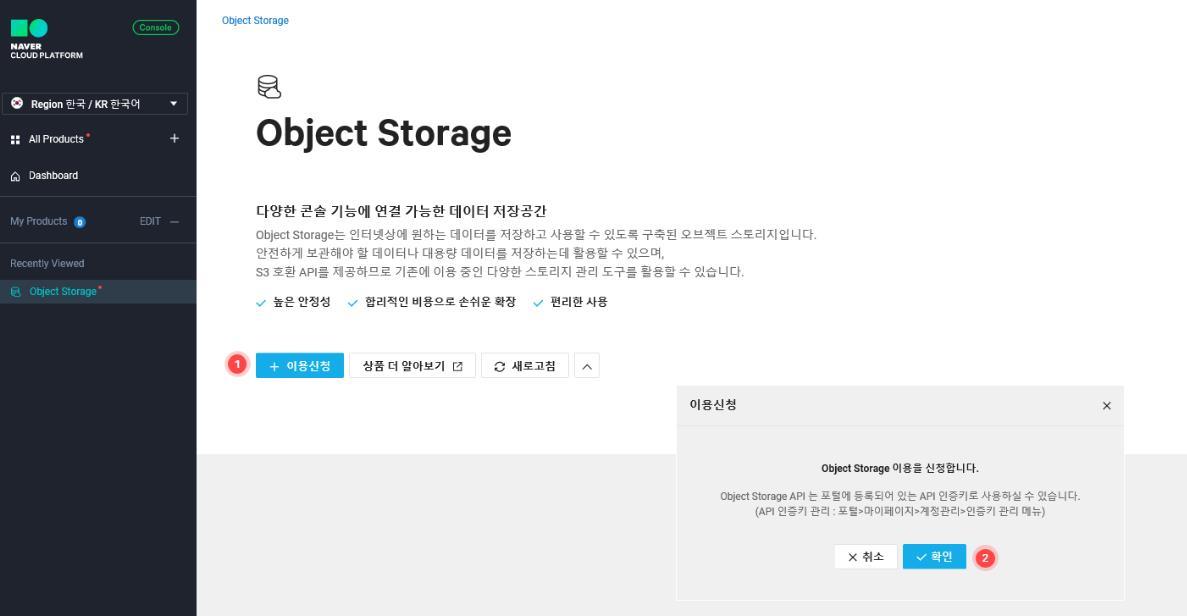 NAVER
CLOUD PLATFORM
Console
Region 한국 / KR 한국어
All Products
Dashboard
My Products 0 EDIT
Recently Viewed
Object Storage
Object Storage
Object Storage
다양한 콘솔 기능에 연결 가능한 데이터 저장공간
Object Storage는 인터넷상에 원하는 데이터를 저장하고 사용할 수 있도록 구축된 오브젝트 스토리지입니다.
안전하게 보관해야 할 데이터나 대용량 데이터를 저장하는데 활용할 수 있으며,
S3 호환 API를 제공하므로 기존에 이용 중인 다양한 스토리지 관리 도구를 활용할 수 있습니다.
높은 안정성 합리적인 비용으로 손쉬운 확장 편리한 사용
1 + 이용신청 상품 더 알아보기 새로고침
이용신청
Object Storage 이용을 신청합니다.
Object Storage API 는 포털에 등록되어 있는 API 인증키로 사용하실 수 있습니다.
(API 인증키 관리 : 포털>마이페이지>계정관리>인증키 관리 메뉴)
취소 확인 2